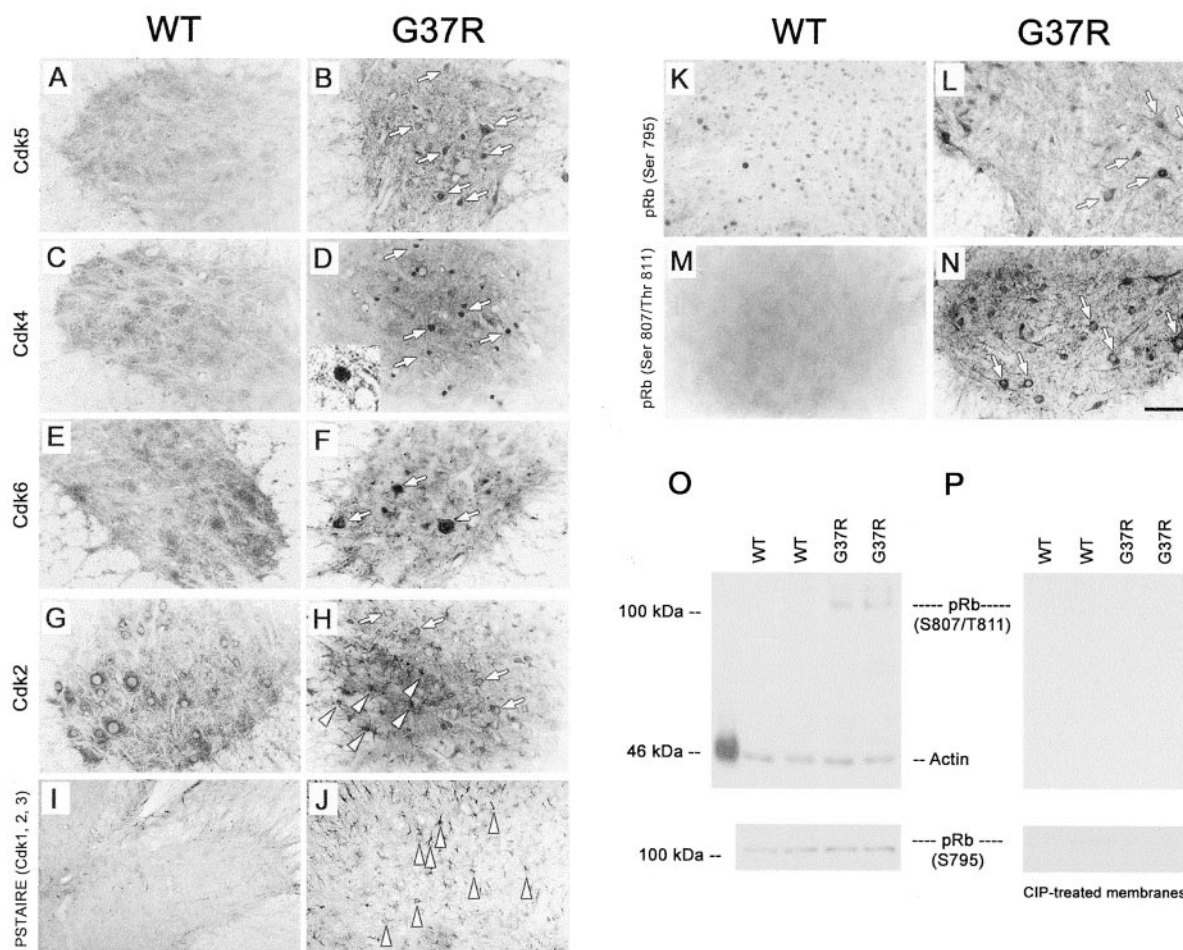 WT G37R
Cdk5
A B
Cdk4
C D
Cdk6
E F
Cdk2
G H
PSTAIRE (Cdk1, 2, 3)
I J
WT G37R
pRb (Ser 795)
K L
pRb (Ser 807/Thr 811)
M N
O P
WT WT G37R G37R
WT WT G37R G37R
100 kDa --
----- pRb-----
(S807/T811)
46 kDa --
-- Actin
100 kDa --
---- pRb ----
(S795)
CIP-treated membranes